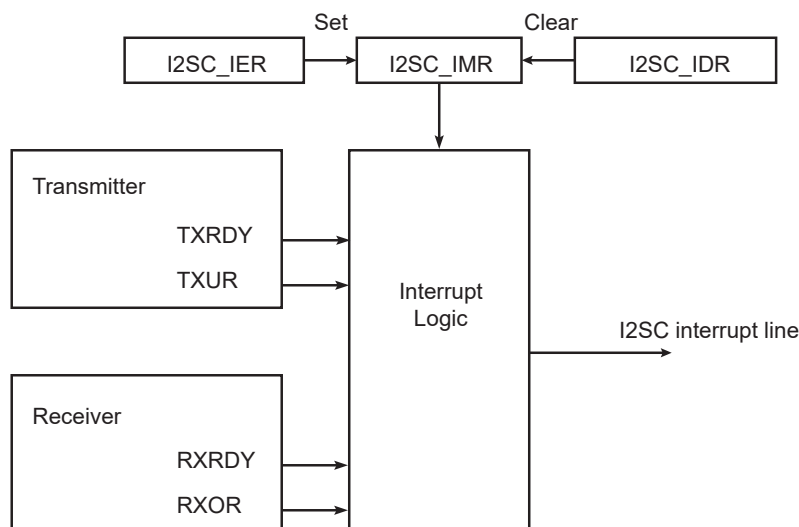 Set
Clear
I2SC_IER
I2SC_IMR
I2SC_IDR
Transmitter
TXRDY
TXUR
Interrupt
Logic
I2SC interrupt line
Receiver
RXRDY
RXOR